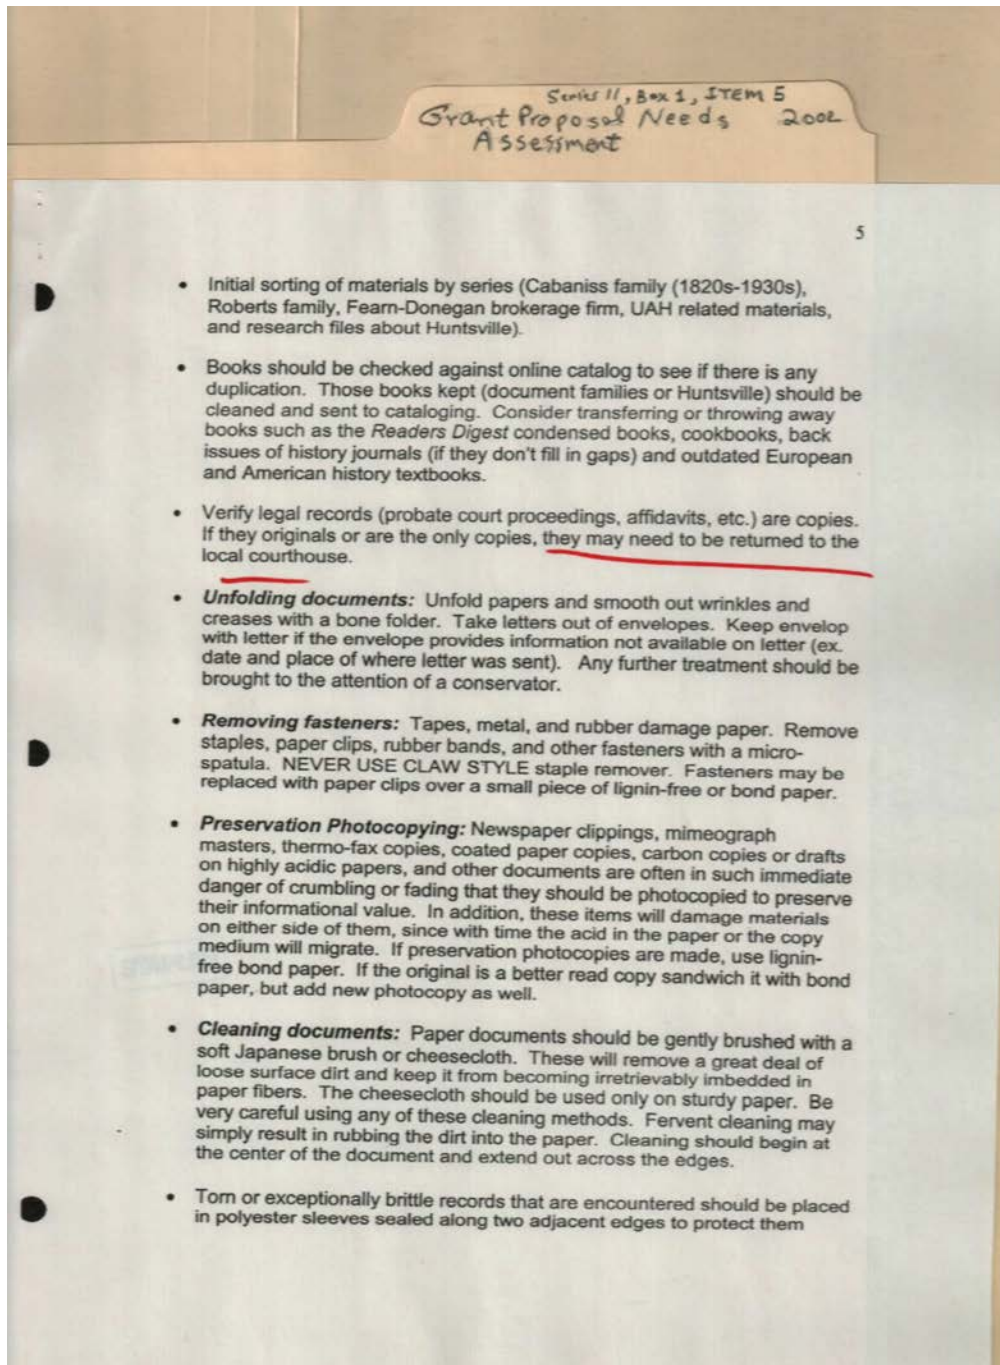 Series 11, Box 1, ITEM 5
Grant Proposal Needs 2002
Assessment
5
• Initial sorting of materials by series (Cabaniss family (1820s-1930s),
Roberts family, Fearn-Donegan brokerage firm, UAH related materials,
and research files about Huntsville).
• Books should be checked against online catalog to see if there is any
duplication. Those books kept (document families or Huntsville) should be
cleaned and sent to cataloging. Consider transferring or throwing away
books such as the Readers Digest condensed books, cookbooks, back
issues of history journals (if they don't fill in gaps) and outdated European
and American history textbooks.
• Verify legal records (probate court proceedings, affidavits, etc.) are copies.
If they originals or are the only copies, they may need to be returned to the
local courthouse.
• Unfolding documents: Unfold papers and smooth out wrinkles and
creases with a bone folder. Take letters out of envelopes. Keep envelop
with letter if the envelope provides information not available on letter (ex.
date and place of where letter was sent). Any further treatment should be
brought to the attention of a conservator.
• Removing fasteners: Tapes, metal, and rubber damage paper. Remove
staples, paper clips, rubber bands, and other fasteners with a micro-
spatula. NEVER USE CLAW STYLE staple remover. Fasteners may be
replaced with paper clips over a small piece of lignin-free or bond paper.
• Preservation Photocopying: Newspaper clippings, mimeograph
masters, thermo-fax copies, coated paper copies, carbon copies or drafts
on highly acidic papers, and other documents are often in such immediate
danger of crumbling or fading that they should be photocopied to preserve
their informational value. In addition, these items will damage materials
on either side of them, since with time the acid in the paper or the copy
medium will migrate. If preservation photocopies are made, use lignin-
free bond paper. If the original is a better read copy sandwich it with bond
paper, but add new photocopy as well.
• Cleaning documents: Paper documents should be gently brushed with a
soft Japanese brush or cheesecloth. These will remove a great deal of
loose surface dirt and keep it from becoming irretrievably imbedded in
paper fibers. The cheesecloth should be used only on sturdy paper. Be
very careful using any of these cleaning methods. Fervent cleaning may
simply result in rubbing the dirt into the paper. Cleaning should begin at
the center of the document and extend out across the edges.
• Torn or exceptionally brittle records that are encountered should be placed
in polyester sleeves sealed along two adjacent edges to protect them